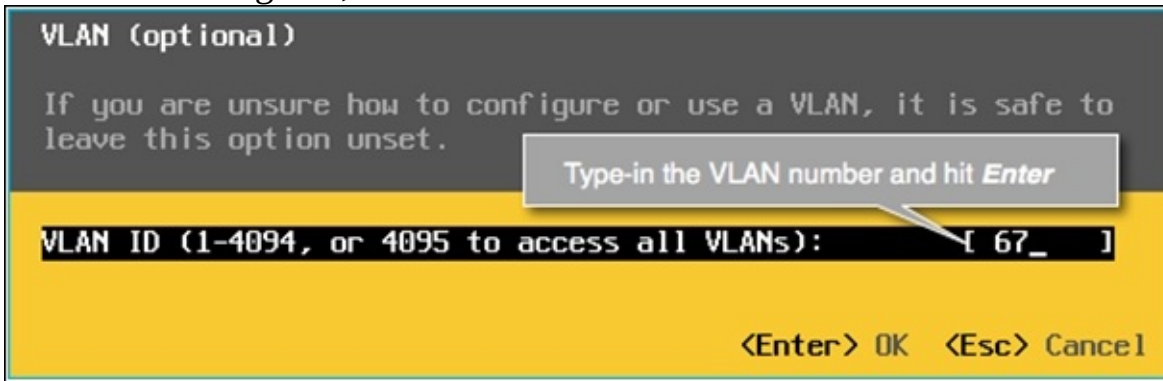 VLAN (optional)
If you are unsure how to configure or use a VLAN, it is safe to
leave this option unset.
Type-in the VLAN number and hit Enter
VLAN ID (1-4094, or 4095 to access all VLANs): [ 67_ ]
<Enter> OK <Esc> Cancel